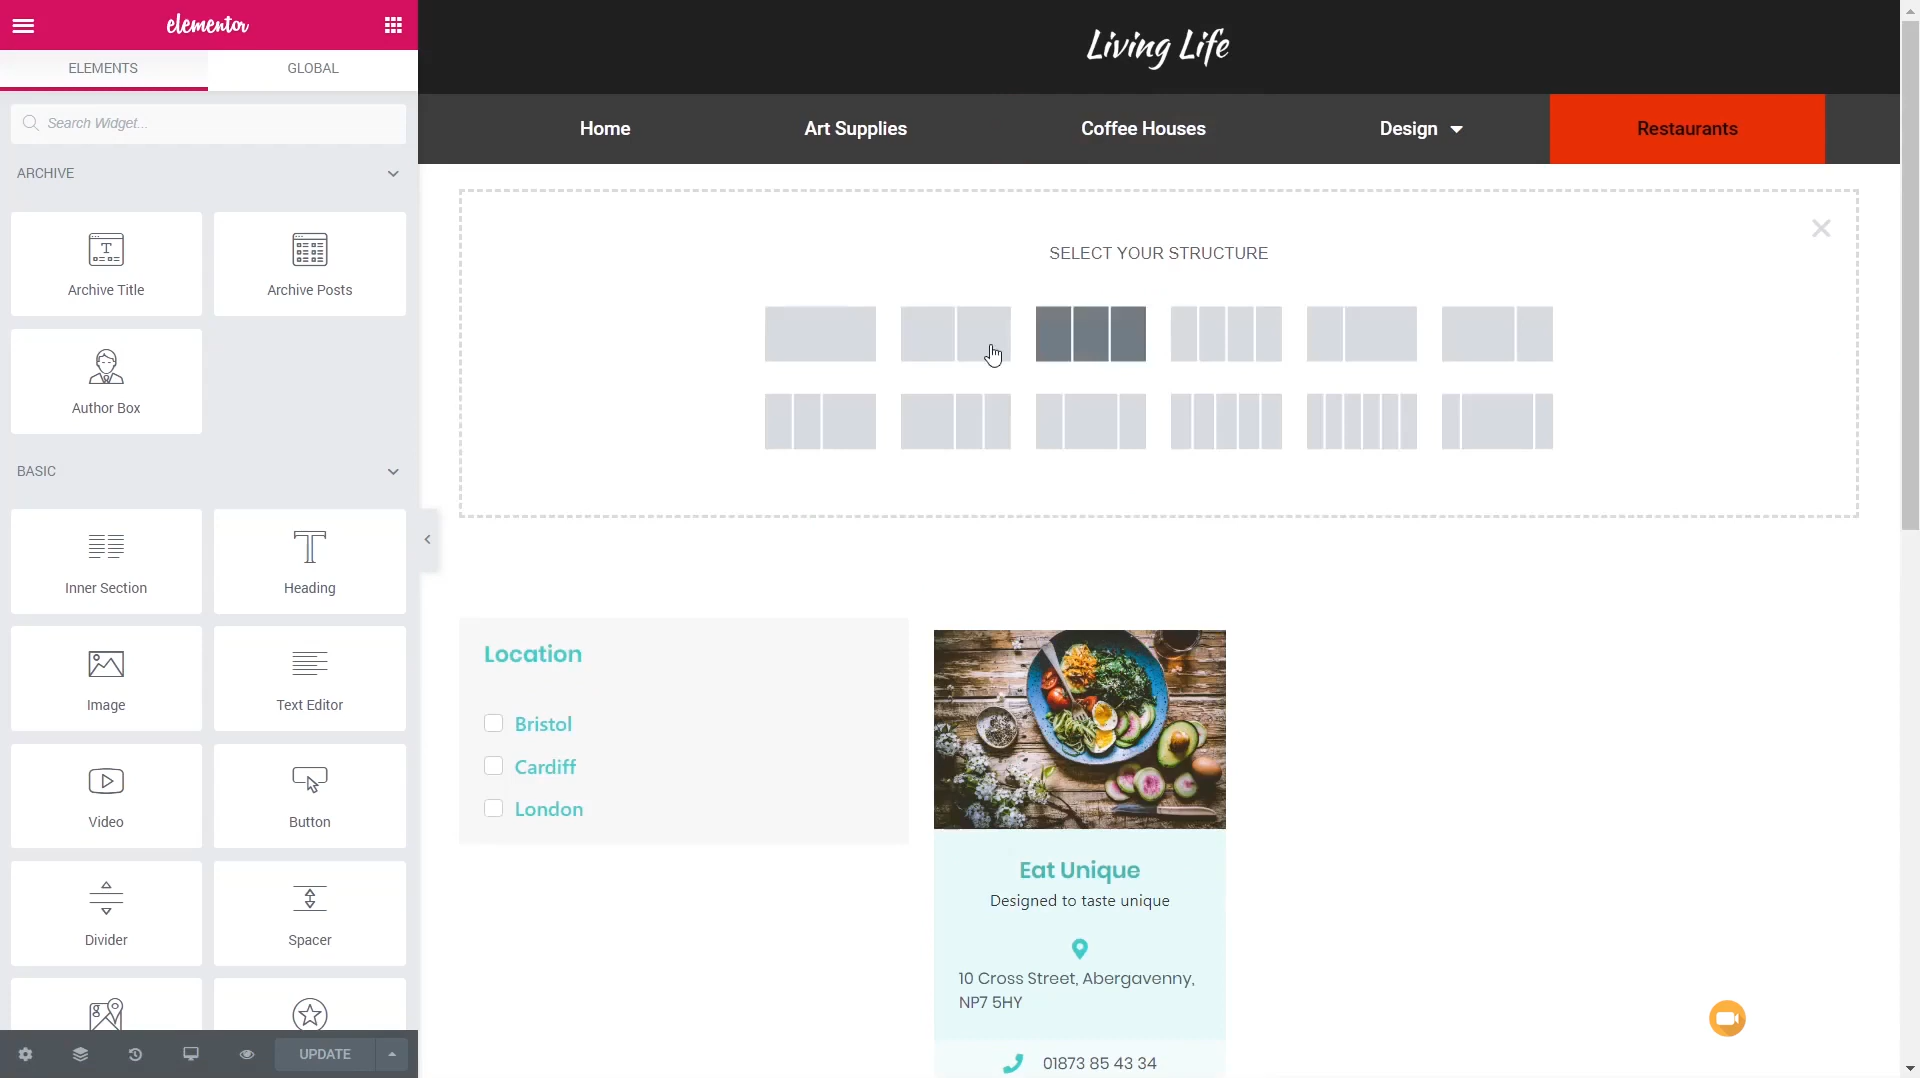 elementor
ELEMENTS
GLOBAL
Search Widget...
ARCHIVE
Archive Title
Archive Posts
Author Box
BASIC
Inner Section
Heading
Image
Text Editor
Video
Button
Divider
Spacer
UPDATE
Living Life
Home
Art Supplies
Coffee Houses
Design
Restaurants
SELECT YOUR STRUCTURE
Location
Bristol
Cardiff
London
Eat Unique
Designed to taste unique
10 Cross Street, Abergavenny,
NP7 5HY
01873 85 43 34